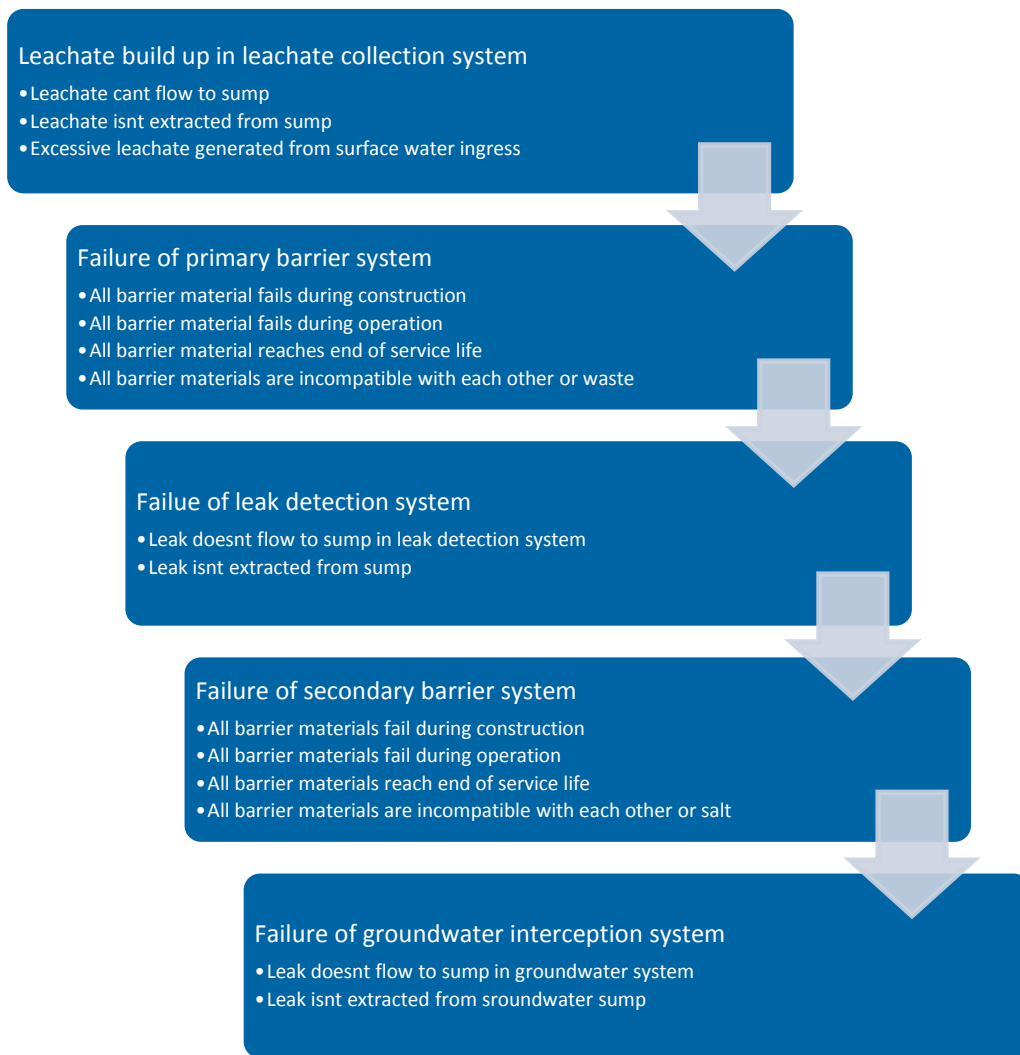 Leachate build up in leachate collection system
•Leachate cant flow to sump
•Leachate isnt extracted from sump
•Excessive leachate generated from surface water ingress
Failure of primary barrier system
•All barrier material fails during construction
•All barrier material fails during operation
•All barrier material reaches end of service life
•All barrier materials are incompatible with each other or waste
Failue of leak detection system
•Leak doesnt flow to sump in leak detection system
•Leak isnt extracted from sump
Failure of secondary barrier system
•All barrier materials fail during construction
•All barrier materials fail during operation
•All barrier materials reach end of service life
•All barrier materials are incompatible with each other or salt
Failure of groundwater interception system
•Leak doesnt flow to sump in groundwater system
•Leak isnt extracted from sroundwater sump